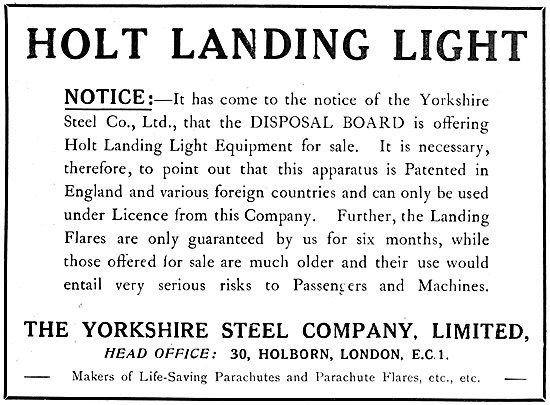 HOLT LANDING LIGHT
NOTICE:—It has come to the notice of the Yorkshire
Steel Co., Ltd., that the DISPOSAL BOARD is offering
Holt Landing Light Equipment for sale. It is necessary,
therefore, to point out that this apparatus is Patented in
England and various foreign countries and can only be used
under Licence from this Company. Further, the Landing
Flares are only guaranteed by us for six months, while
those offered for sale are much older and their use would
entail very serious risks to Passengers and Machines.
THE YORKSHIRE STEEL COMPANY, LIMITED,
HEAD OFFICE: 30, HOLBORN, LONDON, E.C.1.
— Makers of Life-Saving Parachutes and Parachute Flares, etc., etc. —